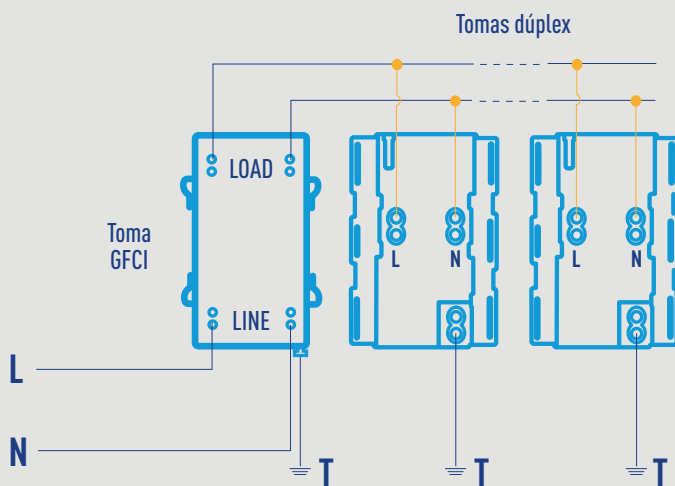 Tomas dúplex
LOAD
Toma
GFCI
L N L N
LINE
L
N
T T T